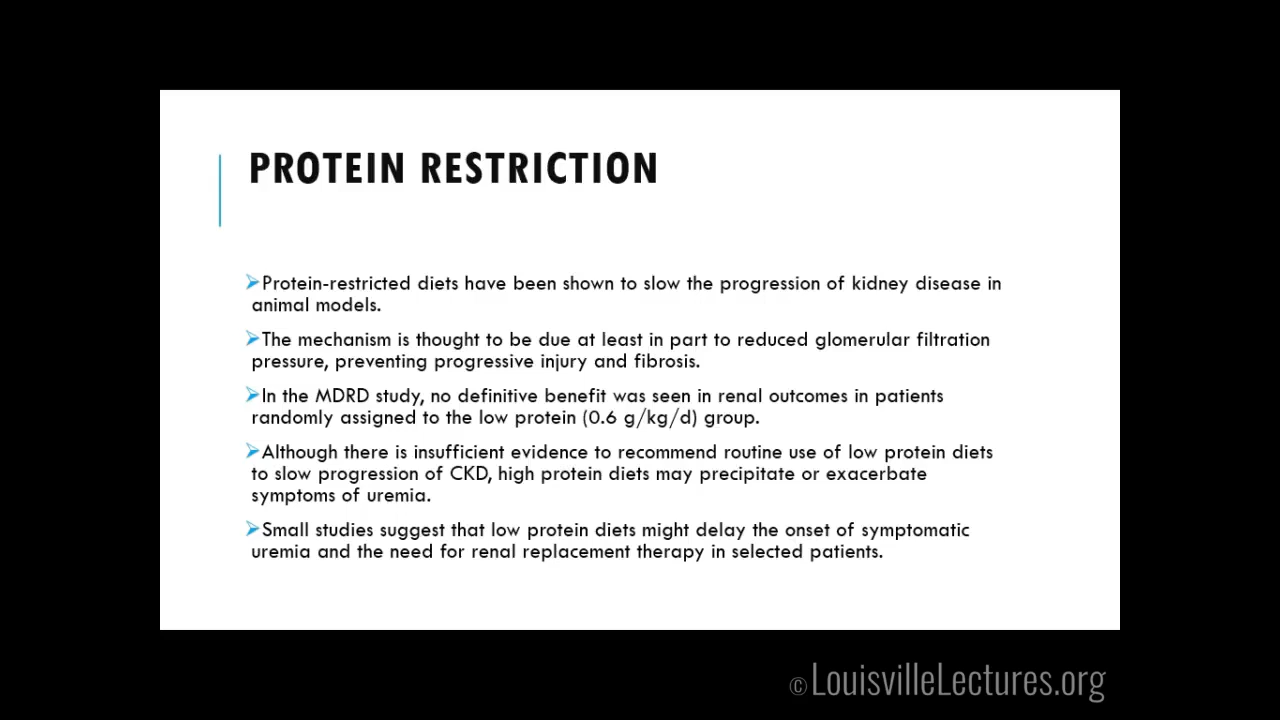 PROTEIN RESTRICTION
➢Protein-restricted diets have been shown to slow the progression of kidney disease in
animal models.
➢The mechanism is thought to be due at least in part to reduced glomerular filtration
pressure, preventing progressive injury and fibrosis.
➢In the MDRD study, no definitive benefit was seen in renal outcomes in patients
randomly assigned to the low protein (0.6 g/kg/d) group.
➢Although there is insufficient evidence to recommend routine use of low protein diets
to slow progression of CKD, high protein diets may precipitate or exacerbate
symptoms of uremia.
➢Small studies suggest that low protein diets might delay the onset of symptomatic
uremia and the need for renal replacement therapy in selected patients.
© LouisvilleLectures.org